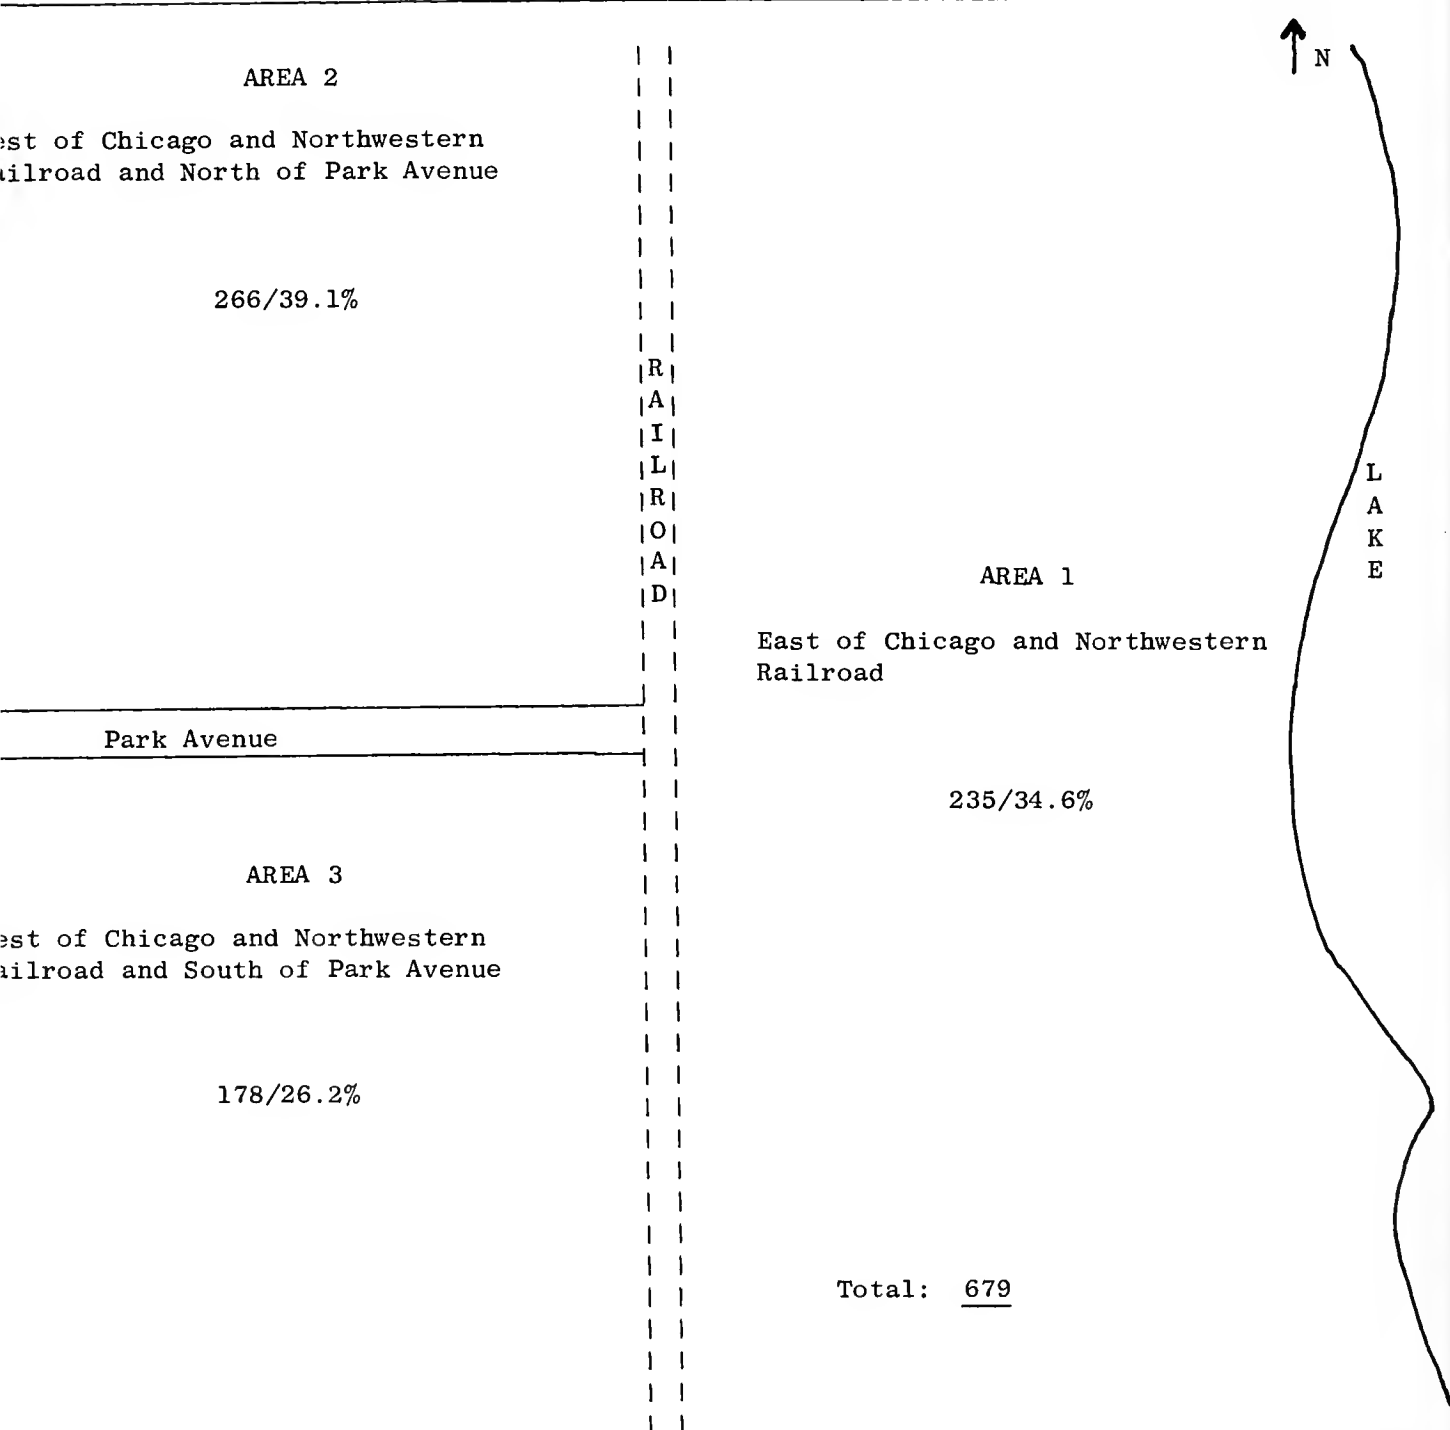 N
AREA 2
est of Chicago and Northwestern
ailroad and North of Park Avenue
266/39.1%
RAILROAD
LAKE
AREA 1
East of Chicago and Northwestern
Railroad
Park Avenue
235/34.6%
AREA 3
est of Chicago and Northwestern
ailroad and South of Park Avenue
178/26.2%
Total: 679